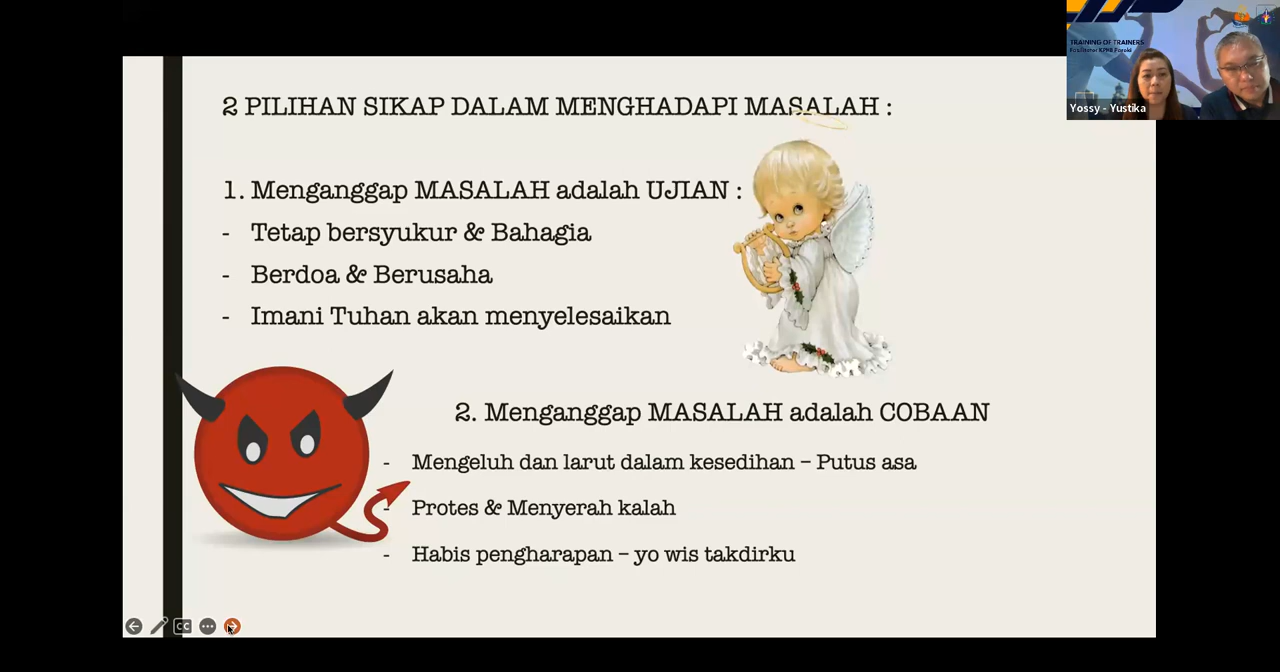 2 PILIHAN SIKAP DALAM MENGHADAPI MASALAH :
1. Menganggap MASALAH adalah UJIAN :
- Tetap bersyukur & Bahagia
- Berdoa & Berusaha
- Imani Tuhan akan menyelesaikan
2. Menganggap MASALAH adalah COBAAN
- Mengeluh dan larut dalam kesedihan – Putus asa
- Protes & Menyerah kalah
- Habis pengharapan – yo wis takdirku
TRAINING OF TRAINERS
Yossy - Yustika
CC